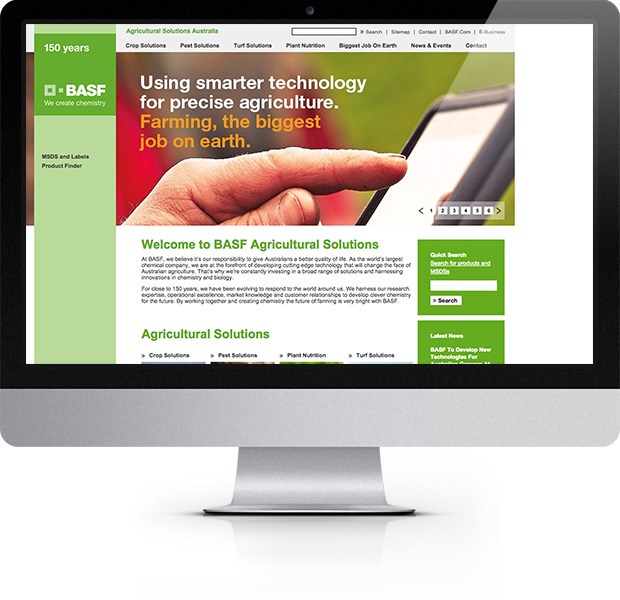 Agricultural Solutions Australia
» Search | Sitemap | Contact | BASF.Com | E-Business
150 years
Crop Solutions Pest Solutions Turf Solutions Plant Nutrition Biggest Job On Earth News & Events Contact
BASF
We create chemistry
Using smarter technology
for precise agriculture.
Farming, the biggest
job on earth.
MSDS and Labels
Product Finder
< 1 2 3 4 5 6 >
Welcome to BASF Agricultural Solutions
At BASF, we believe it's our responsibility to give Australians a better quality of life. As the world's largest
chemical company, we are at the forefront of developing cutting edge technology that will change the face of
Australian agriculture. That's why we're constantly investing in a broad range of solutions and harnessing
innovations in chemistry and biology.
For close to 150 years, we have been evolving to respond to the world around us. We harness our research
expertise, operational excellence, market knowledge and customer relationships to develop clever chemistry
for the future. By working together and creating chemistry the future of farming is very bright with BASF.
Quick Search
Search for products and
MSDSs
» Search
Agricultural Solutions
» Crop Solutions » Pest Solutions » Plant Nutrition » Turf Solutions
Latest News
BASF To Develop New
Technologies For